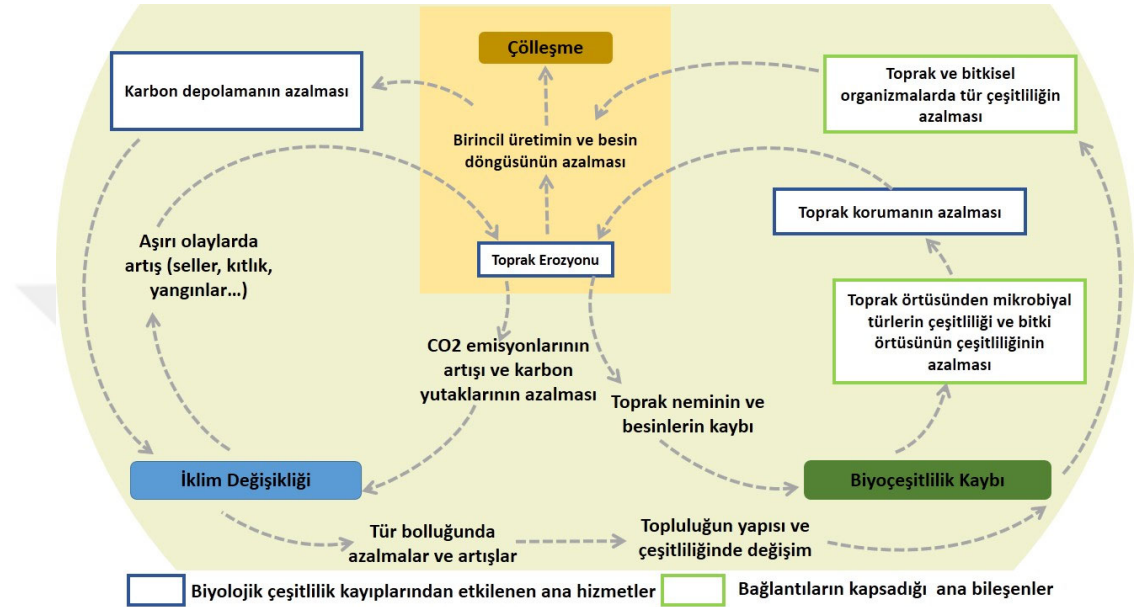 Çölleşme
Karbon depolamanın azalması
Toprak ve bitkisel
organizmalarda tür çeşitliliğin
azalması
Birincil üretimin ve besin
döngüsünün azalması
Toprak korumanın azalması
Aşırı olaylarda
artış (seller, kıtlık,
yangınlar…)
Toprak Erozyonu
Toprak örtüsünden mikrobiyal
türlerin çeşitliliği ve bitki
örtüsünün çeşitliliğinin
azalması
CO2 emisyonlarının
artışı ve karbon
yutaklarının azalması
Toprak neminin ve
besinlerin kaybı
İklim Değişikliği
Biyoçeşitlilik Kaybı
Tür bolluğunda
azalmalar ve artışlar
Topluluğun yapısı ve
çeşitliliğinde değişim
Biyolojik çeşitlilik kayıplarından etkilenen ana hizmetler
Bağlantıların kapsadığı ana bileşenler